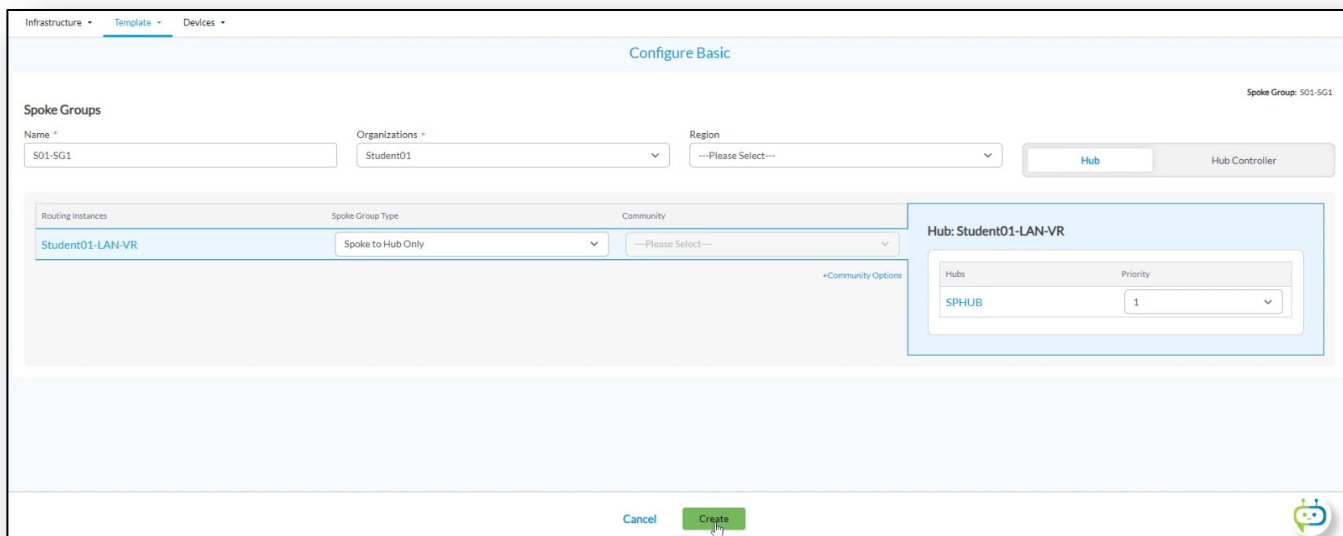 Infrastructure Template Devices
Configure Basic
Spoke Group: S01-SG1
Spoke Groups
Name * Organizations * Region
S01-SG1 Student01 ---Please Select--- Hub Hub Controller
Routing Instances Spoke Group Type Community
Student01-LAN-VR Spoke to Hub Only ---Please Select---
+Community Options
Hub: Student01-LAN-VR
Hubs Priority
SPHUB 1
Cancel Create